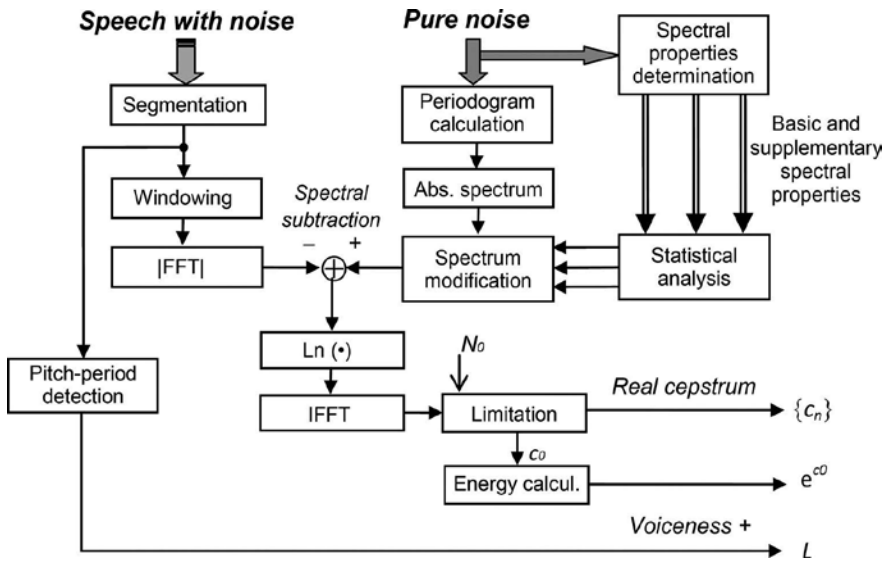 Speech with noise
Pure noise
Spectral
properties
determination
Segmentation
Periodogram
calculation
Basic and
supplementary
spectral
properties
Windowing
Spectral
subtraction
Abs. spectrum
− +
|FFT|
Spectrum
modification
Statistical
analysis
Ln (•)
N0
Pitch-period
detection
IFFT
Limitation
Real cepstrum
{cn}
c0
Energy calcul.
e^c0
Voiceness +
L